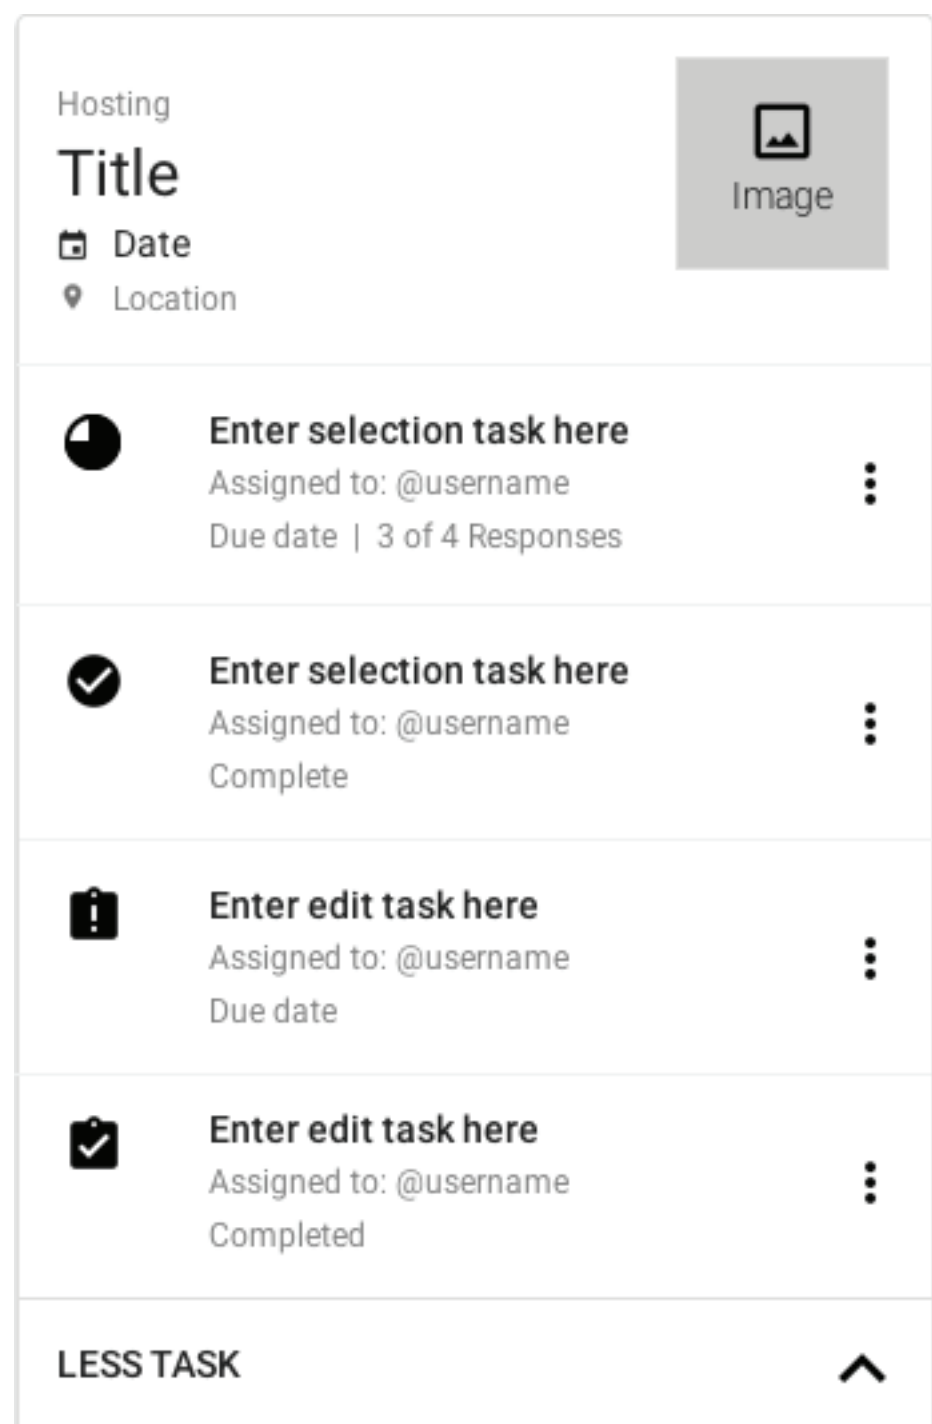 Hosting
Title
Date
Location
Image
Enter selection task here
Assigned to: @username
Due date | 3 of 4 Responses
Enter selection task here
Assigned to: @username
Complete
Enter edit task here
Assigned to: @username
Due date
Enter edit task here
Assigned to: @username
Completed
LESS TASK